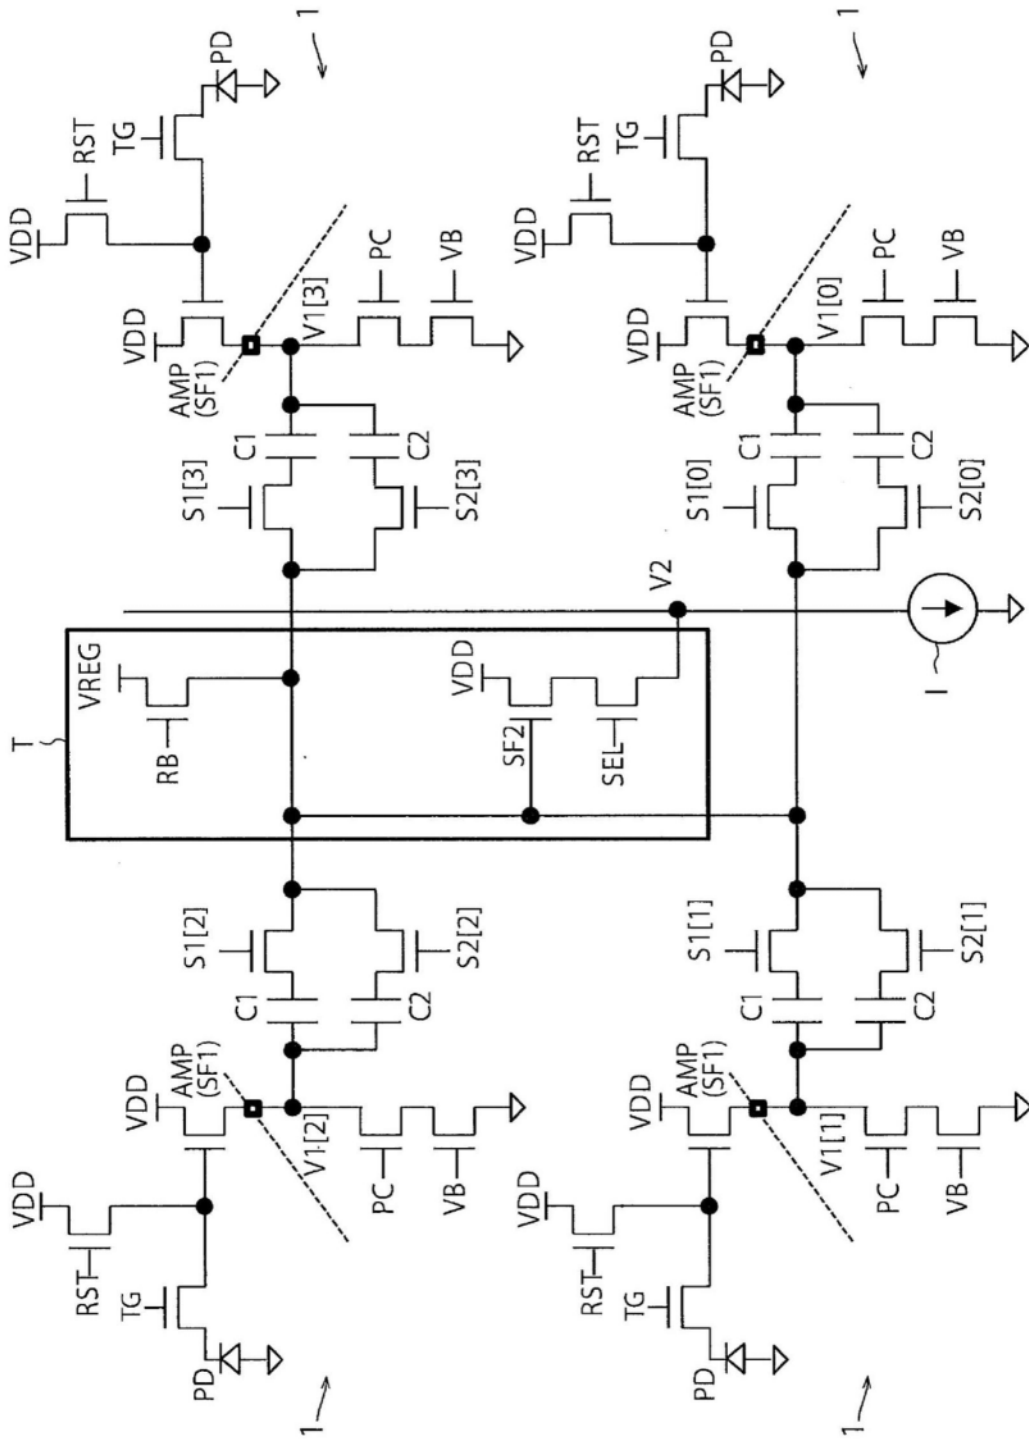 VDD
T
VDD
RST
VREG
RST
TG
VDD
RB
VDD
TG
PD
AMP
(SF1)
S1[2]
S1[3]
AMP
(SF1)
PD
C1
C1
1
V1[2]
V1[3]
1
PC
C2
C2
PC
VB
S2[2]
VDD
S2[3]
VB
SF2
VDD
VDD
RST
SEL
RST
TG
VDD
V2
VDD
TG
PD
AMP
(SF1)
S1[1]
S1[0]
AMP
(SF1)
PD
C1
C1
1
V1[1]
V1[0]
1
PC
C2
C2
PC
VB
S2[1]
I
S2[0]
VB